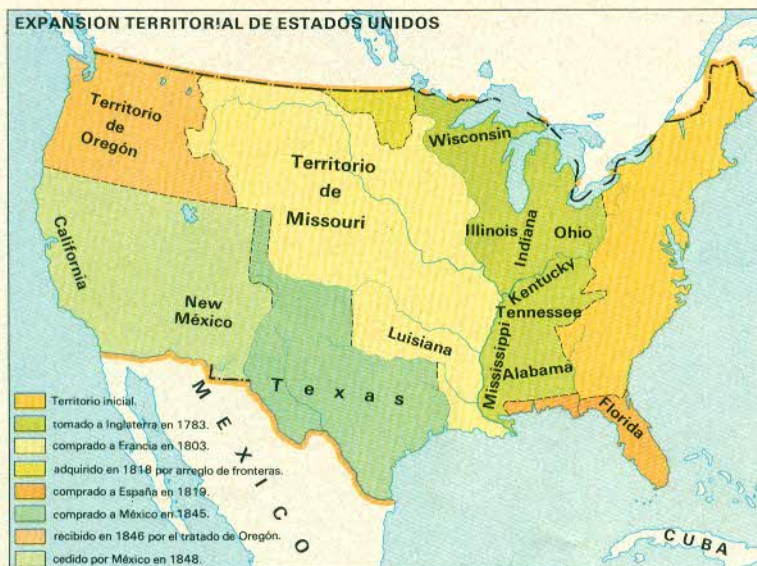 EXPANSION TERRITORIAL DE ESTADOS UNIDOS
Territorio
de
Oregón
Territorio
de
Missouri
Wisconsin
Illinois
Indiana
Ohio
Kentucky
Tennessee
Mississippi
Alabama
California
New
México
Luisiana
Texas
Florida
MEXICO
CUBA
Territorio inicial.
tomado a Inglaterra en 1783.
comprado a Francia en 1803.
adquirido en 1818 por arreglo de fronteras.
comprado a España en 1819.
comprado a México en 1845.
recibido en 1846 por el tratado de Oregón.
cedido por México en 1848.